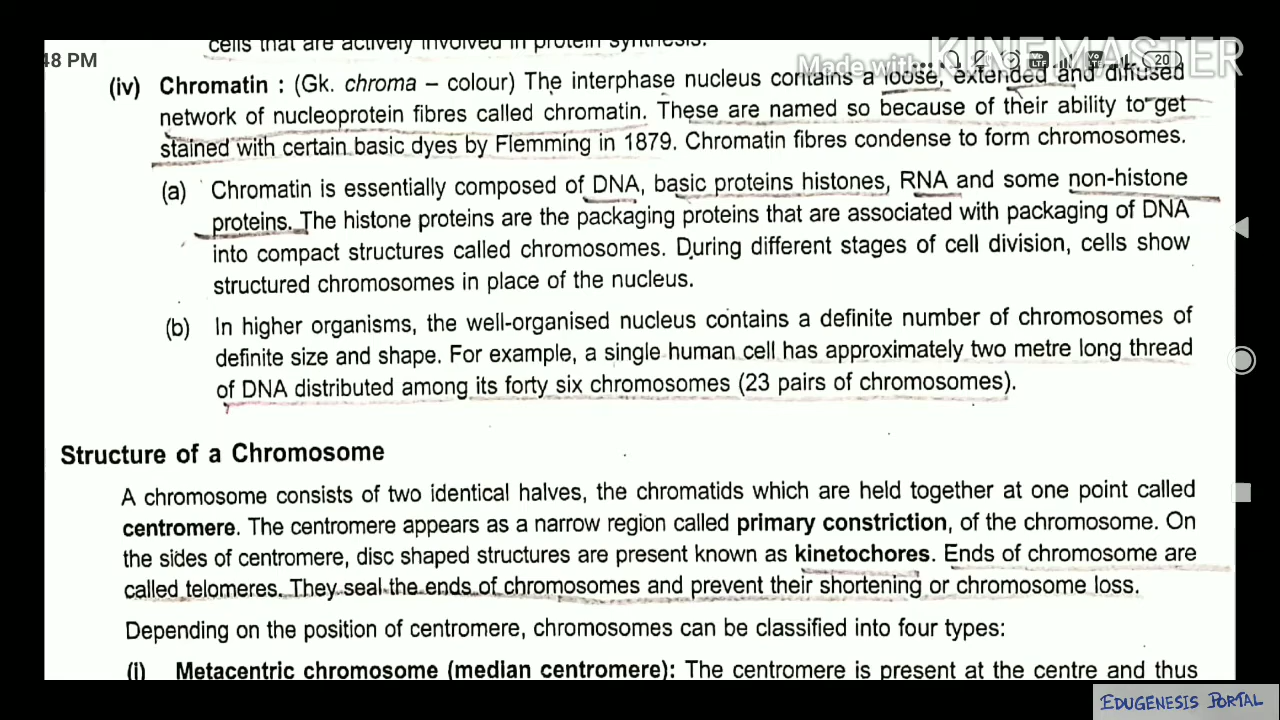 cells that are actively involved in protein synthesis.
48 PM
Made with KINEMASTER
Vo LTE
Vo LTE
20
(iv) Chromatin : (Gk. chroma – colour) The interphase nucleus contains a loose, extended and diffused
network of nucleoprotein fibres called chromatin. These are named so because of their ability to get
stained with certain basic dyes by Flemming in 1879. Chromatin fibres condense to form chromosomes.
(a) Chromatin is essentially composed of DNA, basic proteins histones, RNA and some non-histone
proteins. The histone proteins are the packaging proteins that are associated with packaging of DNA
into compact structures called chromosomes. During different stages of cell division, cells show
structured chromosomes in place of the nucleus.
(b) In higher organisms, the well-organised nucleus contains a definite number of chromosomes of
definite size and shape. For example, a single human cell has approximately two metre long thread
of DNA distributed among its forty six chromosomes (23 pairs of chromosomes).
Structure of a Chromosome
A chromosome consists of two identical halves, the chromatids which are held together at one point called
centromere. The centromere appears as a narrow region called primary constriction, of the chromosome. On
the sides of centromere, disc shaped structures are present known as kinetochores. Ends of chromosome are
called telomeres. They seal the ends of chromosomes and prevent their shortening or chromosome loss.
Depending on the position of centromere, chromosomes can be classified into four types:
(i) Metacentric chromosome (median centromere): The centromere is present at the centre and thus
EDUGENESIS PORTAL